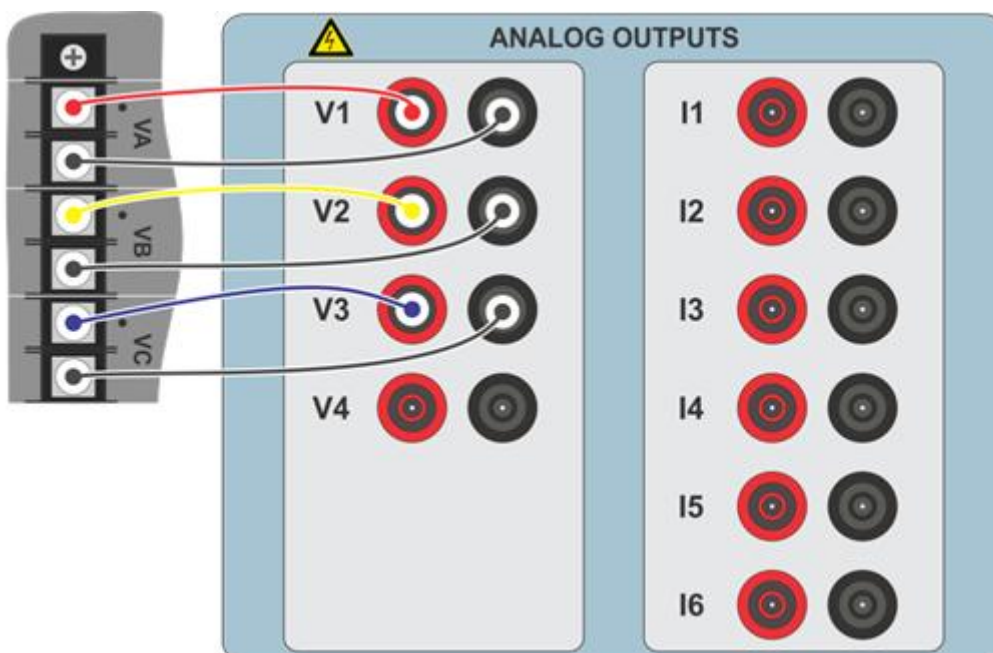 ANALOG OUTPUTS
VA
VB
VC
V1
V2
V3
V4
I1
I2
I3
I4
I5
I6